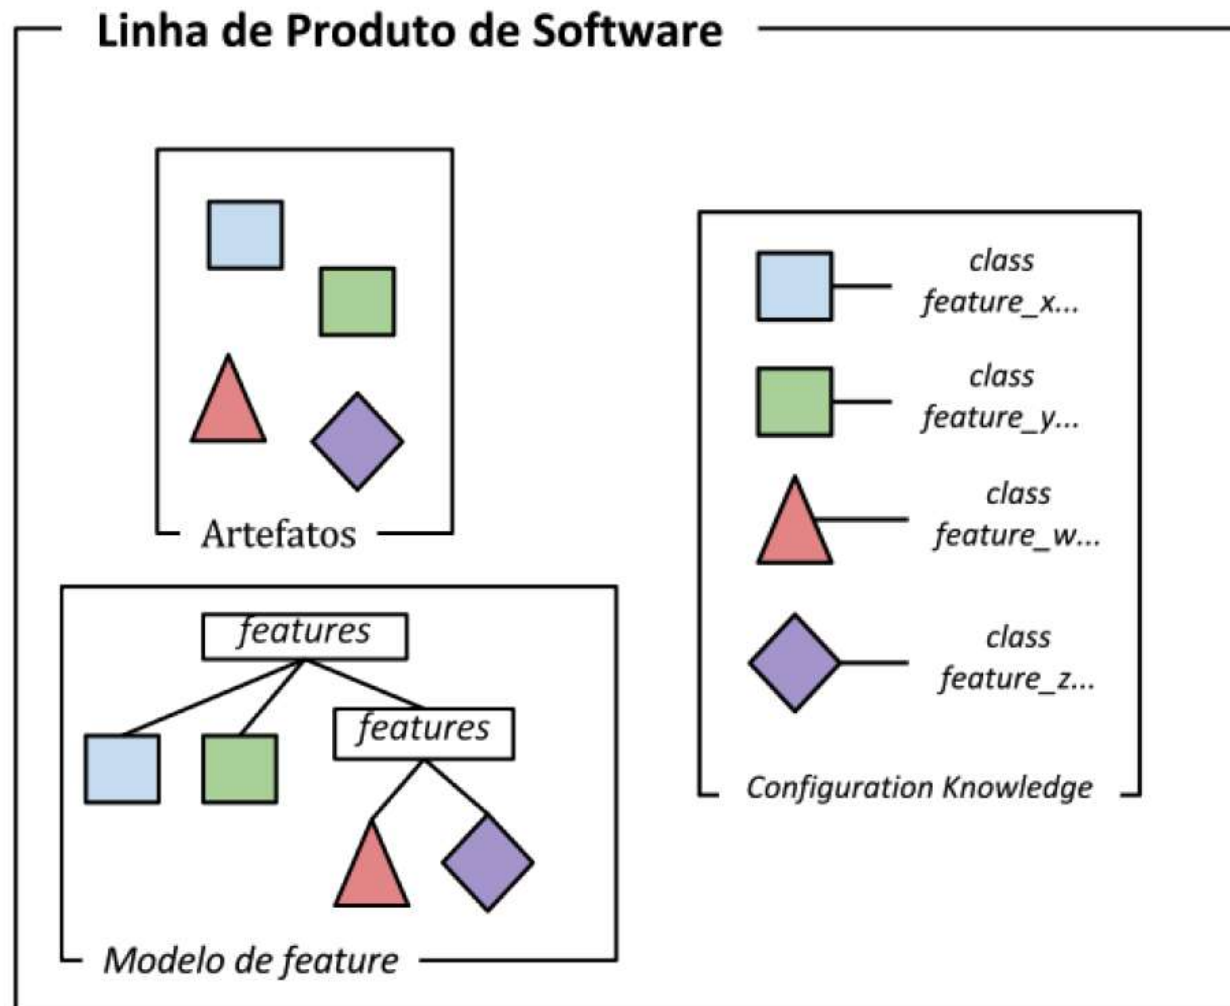 Linha de Produto de Software
Artefatos
features
features
Modelo de feature
class
feature_x...
class
feature_y...
class
feature_w...
class
feature_z...
Configuration Knowledge